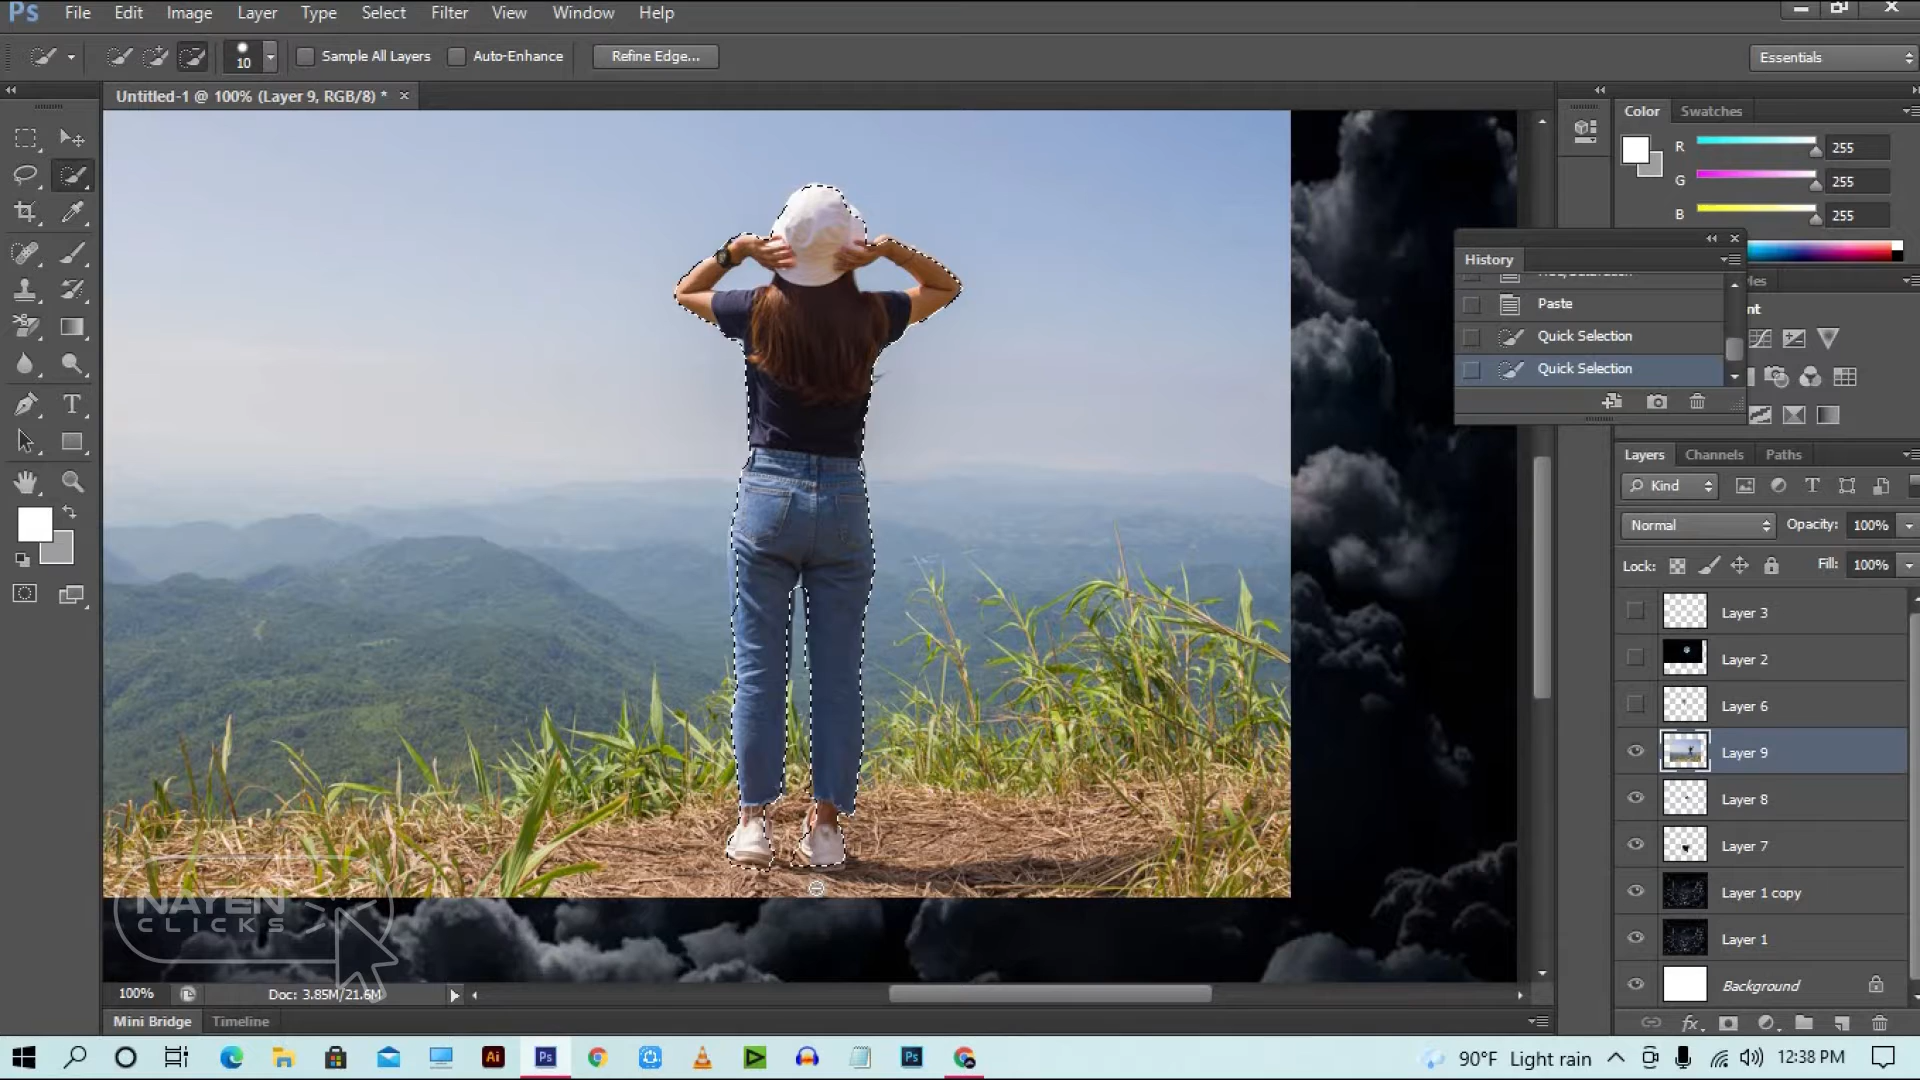 Ps File Edit Image Layer Type Select Filter View Window Help
10 Sample All Layers Auto-Enhance Refine Edge... Essentials
Untitled-1 @ 100% (Layer 9, RGB/8) * ×
Color Swatches
R 255
G 255
B 255
History
Paste
Quick Selection
Quick Selection
Layers Channels Paths
Kind
Normal Opacity: 100%
Lock: Fill: 100%
Layer 3
Layer 2
Layer 6
Layer 9
Layer 8
Layer 7
Layer 1 copy
Layer 1
Background
NAYEN
CLICKS
100% Doc: 3.85M/21.6M
Mini Bridge Timeline
Ai Ps Ps 90°F Light rain 12:38 PM